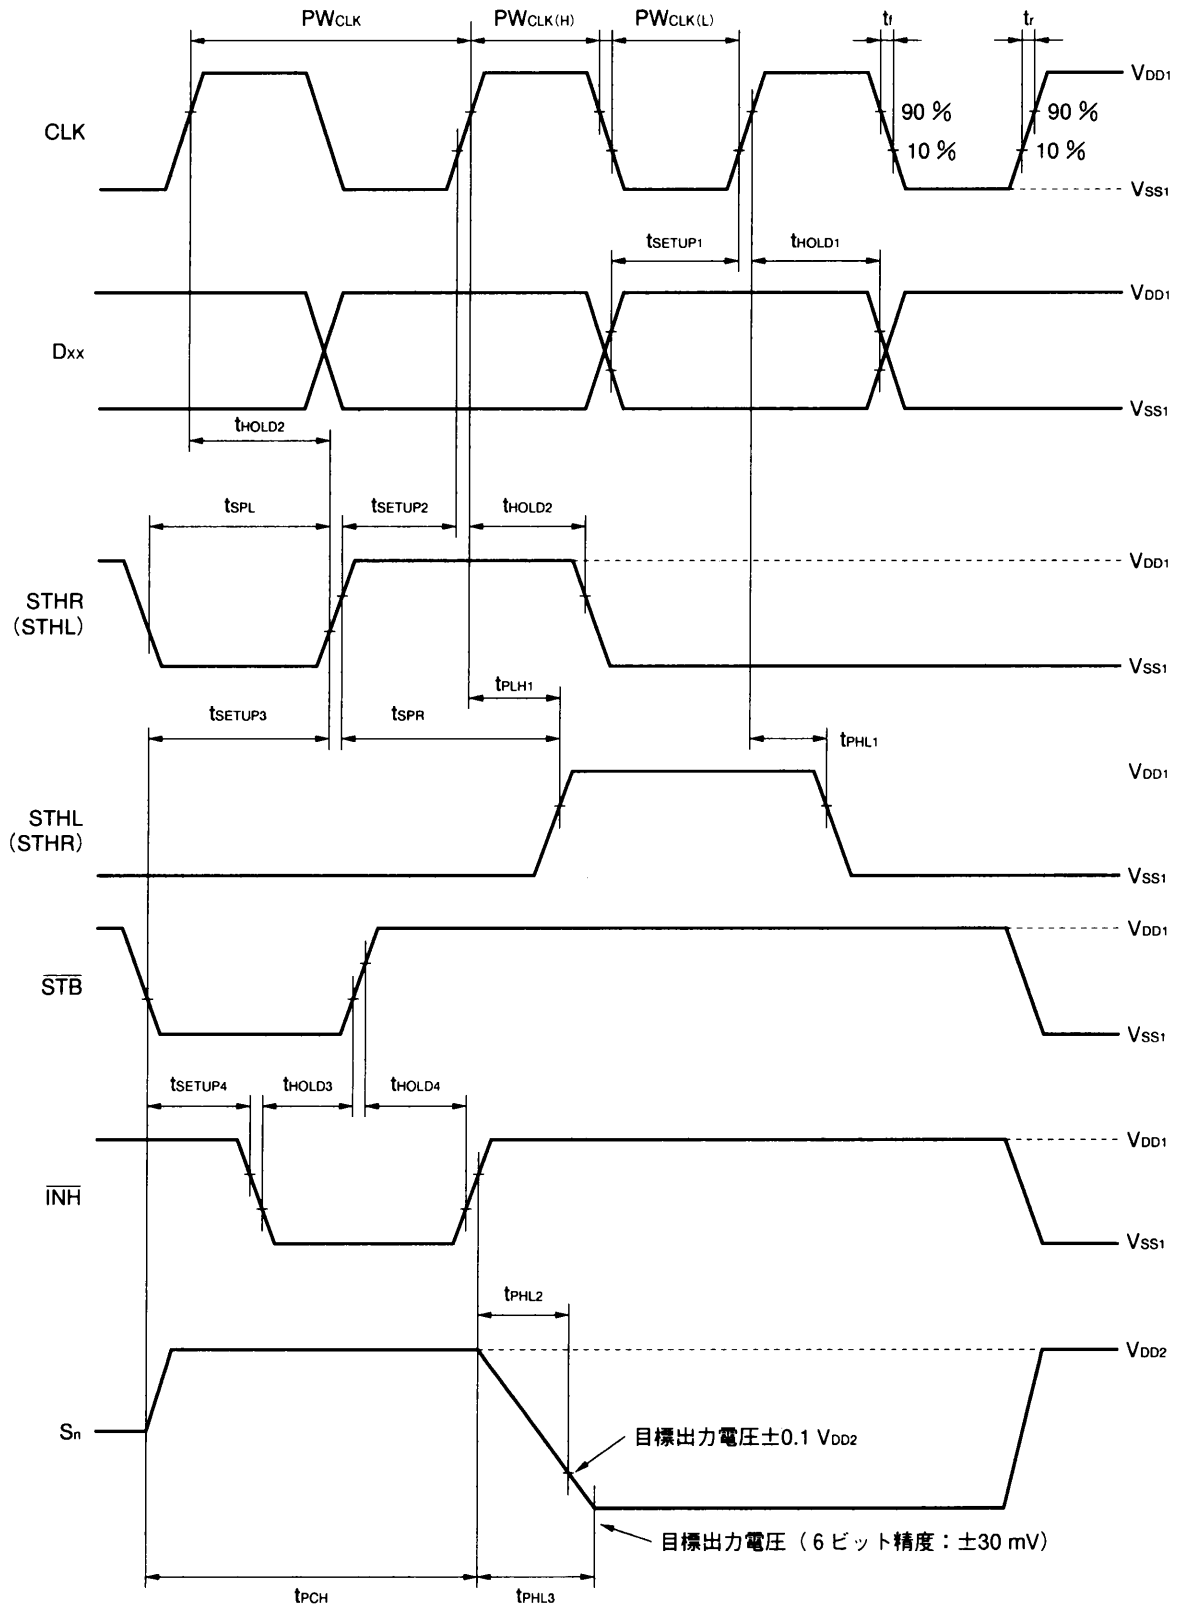 PWCLK PWCLK(H) PWCLK(L) tf tr
VDD1
90 % 90 %
CLK
10 % 10 %
VSS1
tSETUP1 tHOLD1
VDD1
Dxx
VSS1
tHOLD2
tSPL tSETUP2 tHOLD2
VDD1
STHR
(STHL)
VSS1
tPLH1
tSETUP3 tSPR tPHL1
VDD1
STHL
(STHR)
VSS1
VDD1
STB
VSS1
tSETUP4 tHOLD3 tHOLD4
VDD1
INH
VSS1
tPHL2
VDD2
Sn
目標出力電圧±0.1 VDD2
目標出力電圧（6 ビット精度：±30 mV）
tPCH tPHL3